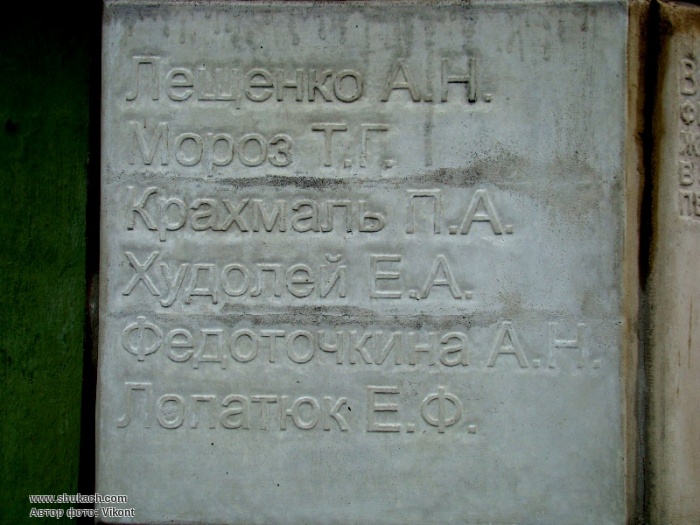 Лещенко А.Н.
Мороз Т.Г.
Крахмаль П.А.
Худолей Е.А.
Федоточкина А.Н.
Лопатюк Е.Ф.
www.shukach.com
Автор фото: Vikont